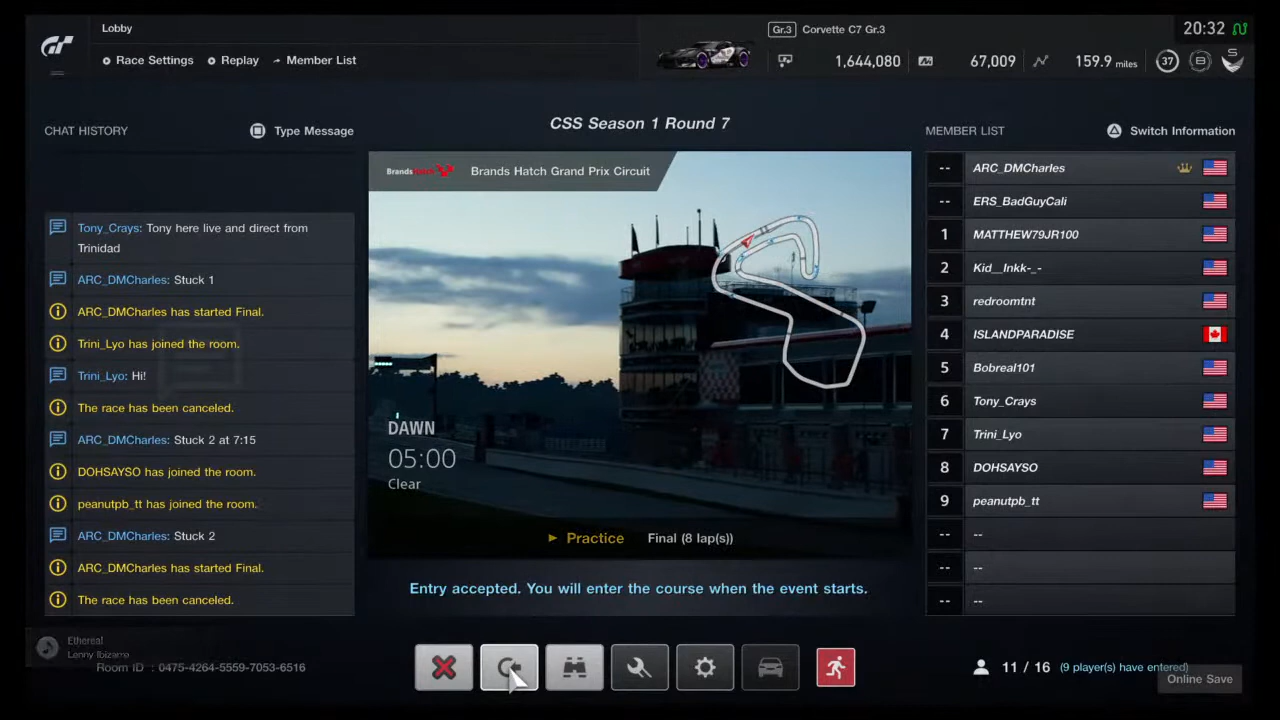 Lobby
Race Settings
Replay
Member List
Gr.3
Corvette C7 Gr.3
20:32
1,644,080
67,009
159.9 miles
37
B
S
CHAT HISTORY
Type Message
CSS Season 1 Round 7
MEMBER LIST
Switch Information
Brands Hatch
Brands Hatch Grand Prix Circuit
Tony_Crays: Tony here live and direct from
Trinidad
ARC_DMCharles: Stuck 1
ARC_DMCharles has started Final.
Trini_Lyo has joined the room.
Trini_Lyo: Hi!
The race has been canceled.
ARC_DMCharles: Stuck 2 at 7:15
DOHSAYSO has joined the room.
peanutpb_tt has joined the room.
ARC_DMCharles: Stuck 2
ARC_DMCharles has started Final.
The race has been canceled.
DAWN
05:00
Clear
Practice
Final (8 lap(s))
Entry accepted. You will enter the course when the event starts.
-- ARC_DMCharles
-- ERS_BadGuyCali
1 MATTHEW79JR100
2 Kid__Inkk-_-
3 redroomtnt
4 ISLANDPARADISE
5 Bobreal101
6 Tony_Crays
7 Trini_Lyo
8 DOHSAYSO
9 peanutpb_tt
-- --
-- --
-- --
Ethereal
Lenny Ibizarre
Room ID : 0475-4264-5559-7053-6516
11 / 16
(9 player(s) have entered)
Online Save